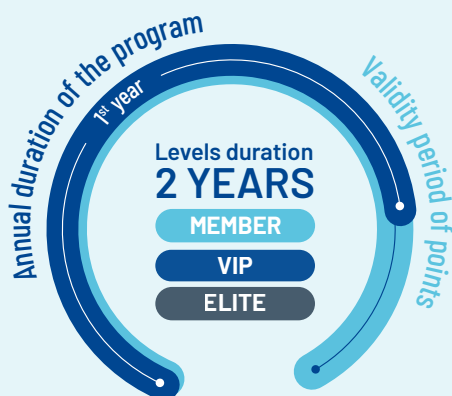 Annual duration of the program
1st year
Validity period of points
Levels duration
2 YEARS
MEMBER
VIP
ELITE